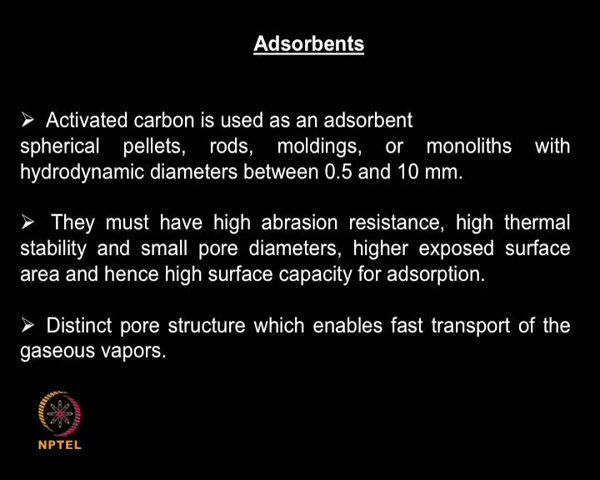 Adsorbents
➢ Activated carbon is used as an adsorbent
spherical pellets, rods, moldings, or monoliths with
hydrodynamic diameters between 0.5 and 10 mm.
➢ They must have high abrasion resistance, high thermal
stability and small pore diameters, higher exposed surface
area and hence high surface capacity for adsorption.
➢ Distinct pore structure which enables fast transport of the
gaseous vapors.
NPTEL